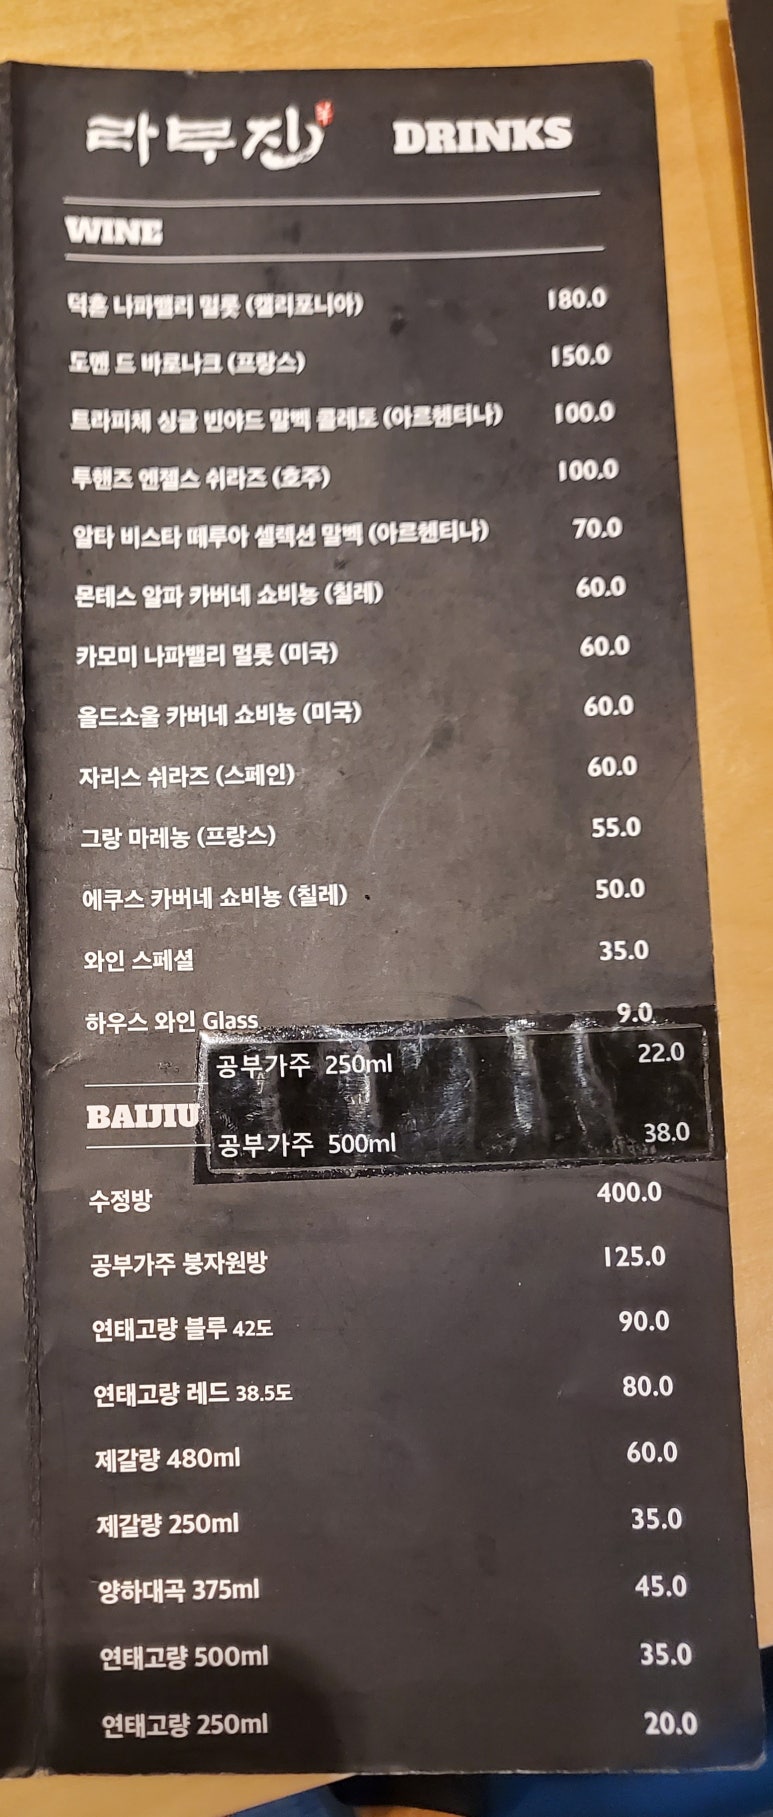 라무진 DRINKS
WINE
덕혼 나파밸리 멀롯 (캘리포니아) 180.0
도멘 드 바로나크 (프랑스) 150.0
트라피체 싱글 빈야드 말벡 콜레토 (아르헨티나) 100.0
투핸즈 엔젤스 쉬라즈 (호주) 100.0
알타 비스타 떼루아 셀렉션 말벡 (아르헨티나) 70.0
몬테스 알파 카버네 쇼비뇽 (칠레) 60.0
카모미 나파밸리 멀롯 (미국) 60.0
올드소울 카버네 쇼비뇽 (미국) 60.0
자리스 쉬라즈 (스페인) 60.0
그랑 마레농 (프랑스) 55.0
에쿠스 카버네 쇼비뇽 (칠레) 50.0
와인 스페셜 35.0
하우스 와인 Glass 9.0
공부가주 250ml 22.0
BAIJIU
공부가주 500ml 38.0
수정방 400.0
공부가주 붕자원방 125.0
연태고량 블루 42도 90.0
연태고량 레드 38.5도 80.0
제갈량 480ml 60.0
제갈량 250ml 35.0
양하대곡 375ml 45.0
연태고량 500ml 35.0
연태고량 250ml 20.0